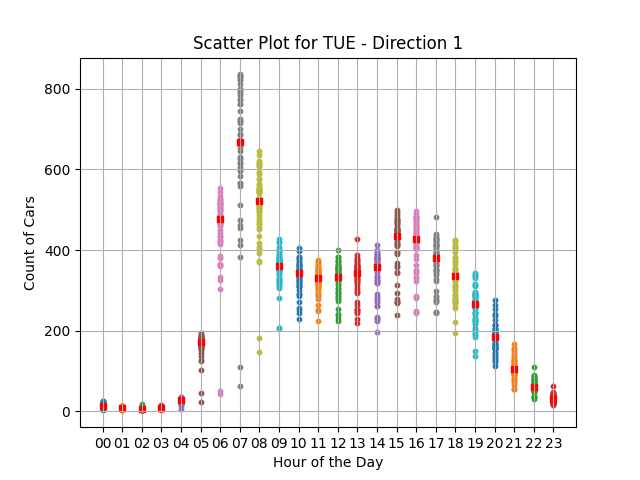 Scatter Plot for TUE - Direction 1
800
600
400
200
0
Count of Cars
00 01 02 03 04 05 06 07 08 09 10 11 12 13 14 15 16 17 18 19 20 21 22 23
Hour of the Day